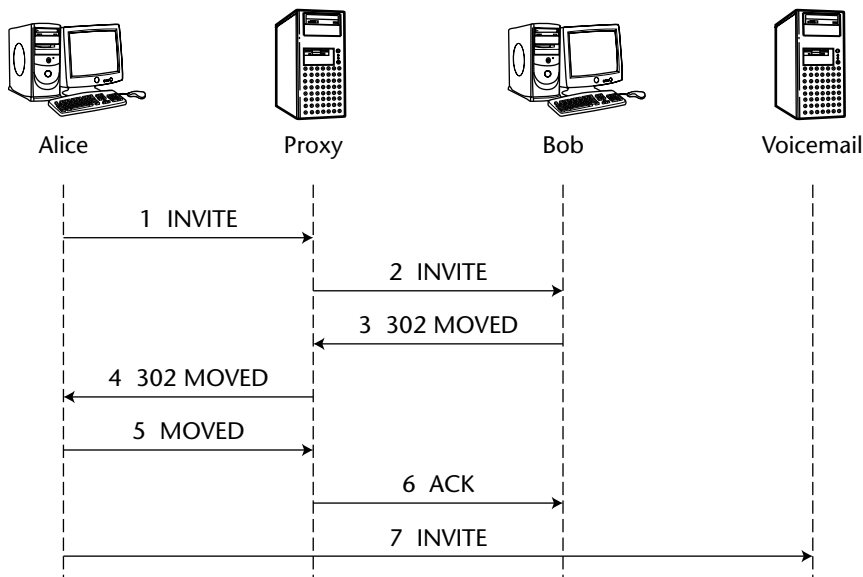 Alice Proxy Bob Voicemail
1 INVITE
2 INVITE
3 302 MOVED
4 302 MOVED
5 MOVED
6 ACK
7 INVITE